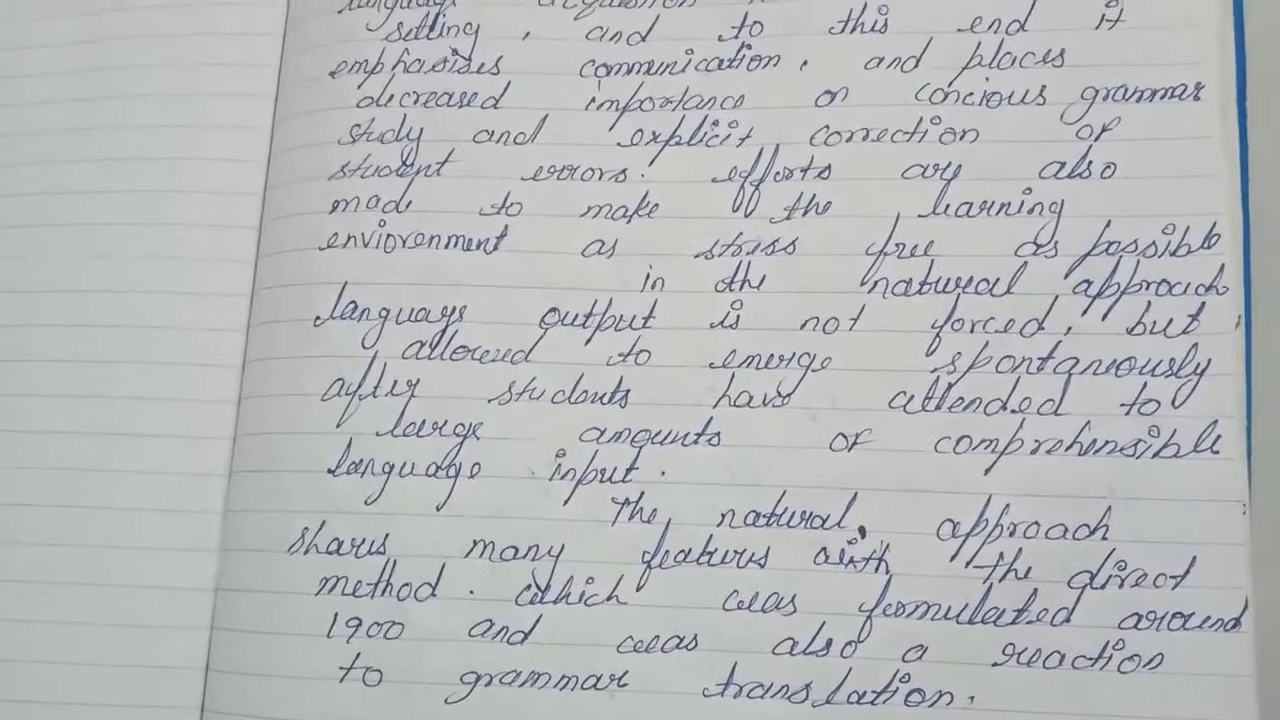 language acquisition
setting, and to this end it
emphasises communication, and places
decreased importance on concious grammar
study and explicit correction of
student errors. efforts are also
made to make the learning
enviorenment as stress free as possible
in the natural approach
language output is not forced, but
allowed to emerge spontaneously
after students have attended to
large amounts of comprehensible
language input.
The natural approach
shares many features with the direct
method. which was formulated around
1900 and was also a reaction
to grammar translation.